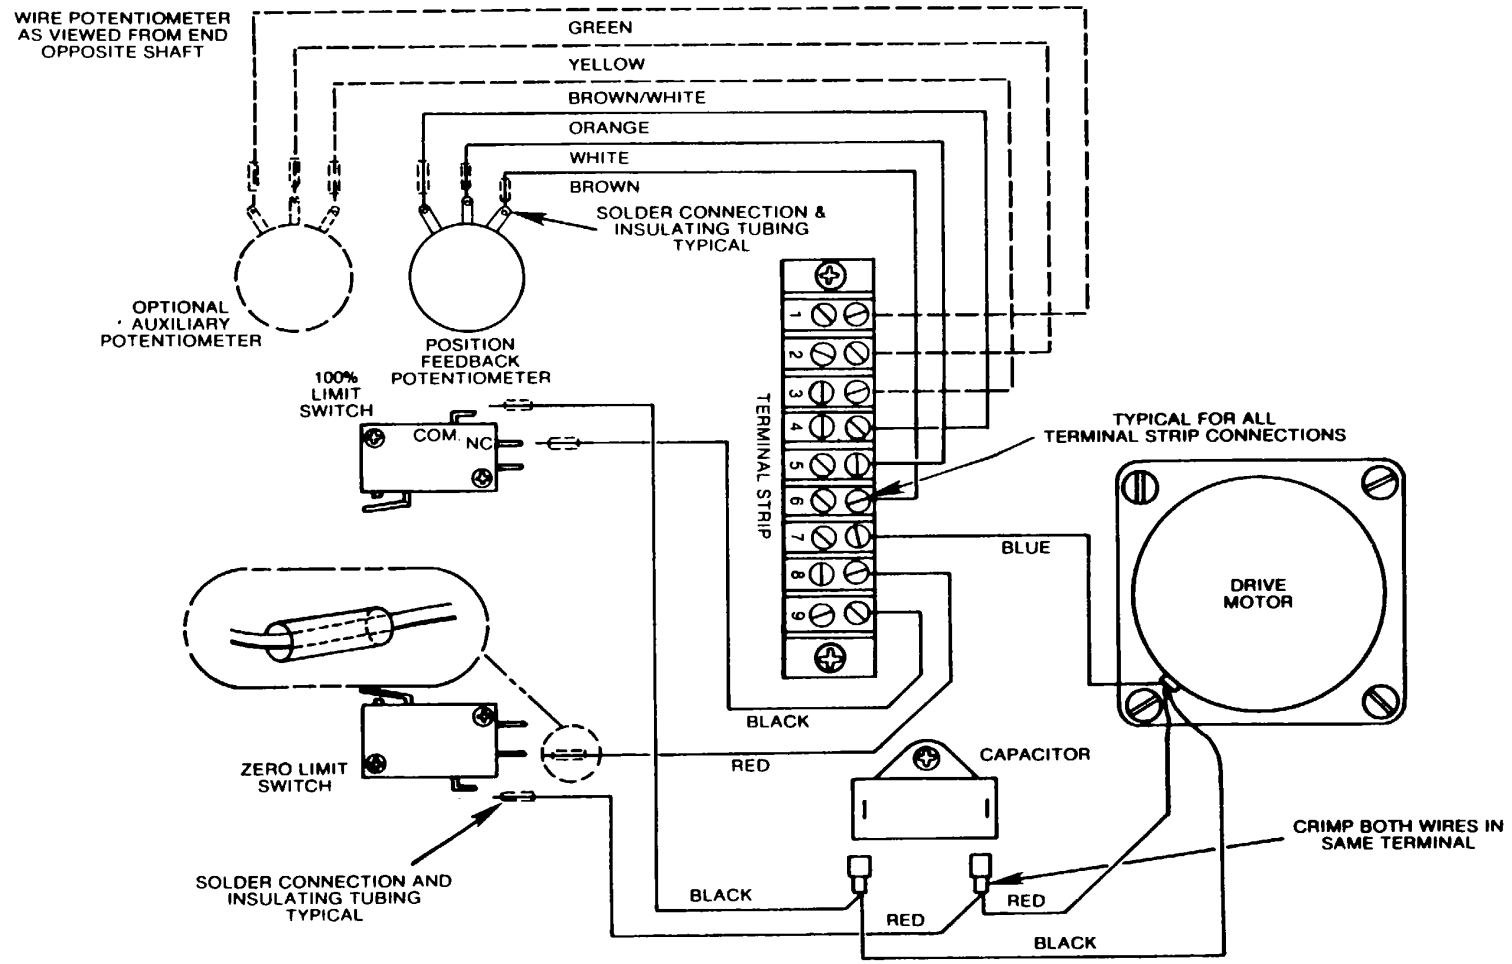 WIRE POTENTIOMETER
AS VIEWED FROM END
OPPOSITE SHAFT
GREEN
YELLOW
BROWN/WHITE
ORANGE
WHITE
BROWN
SOLDER CONNECTION &
INSULATING TUBING
TYPICAL
OPTIONAL
AUXILIARY
POTENTIOMETER
POSITION
FEEDBACK
POTENTIOMETER
100%
LIMIT
SWITCH
COM.
NC
TERMINAL STRIP
1
2
3
4
5
6
7
8
9
TYPICAL FOR ALL
TERMINAL STRIP CONNECTIONS
BLUE
DRIVE
MOTOR
BLACK
RED
ZERO LIMIT
SWITCH
CAPACITOR
CRIMP BOTH WIRES IN
SAME TERMINAL
SOLDER CONNECTION AND
INSULATING TUBING
TYPICAL
BLACK
RED
RED
BLACK